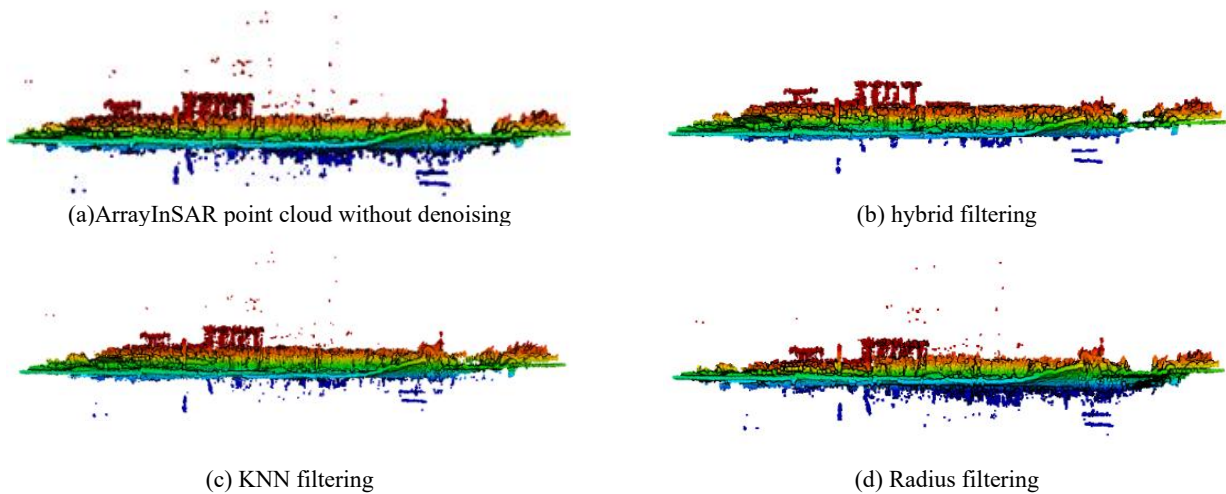 (a)ArrayInSAR point cloud without denoising
(b) hybrid filtering
(c) KNN filtering
(d) Radius filtering